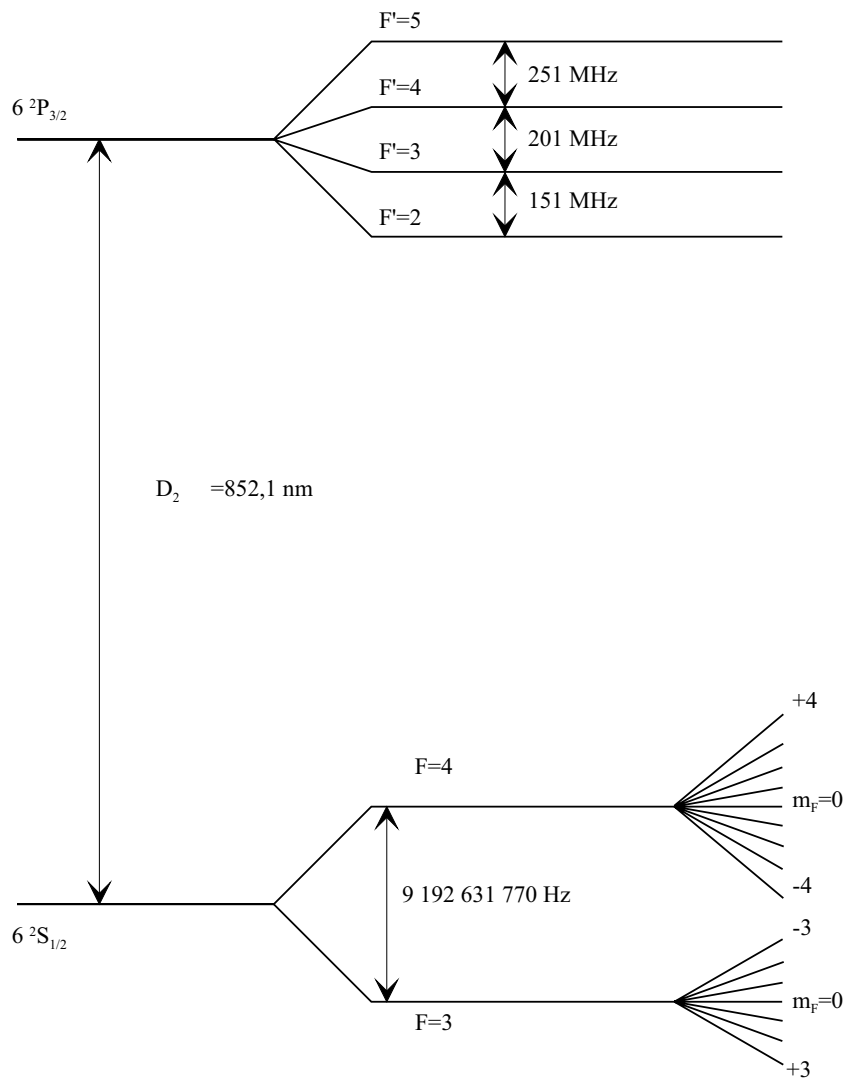 F'=5
251 MHz
F'=4
6 ²P₃/₂
201 MHz
F'=3
151 MHz
F'=2
D₂ =852,1 nm
+4
F=4
m_F=0
9 192 631 770 Hz
-4
-3
6 ²S₁/₂
m_F=0
F=3
+3